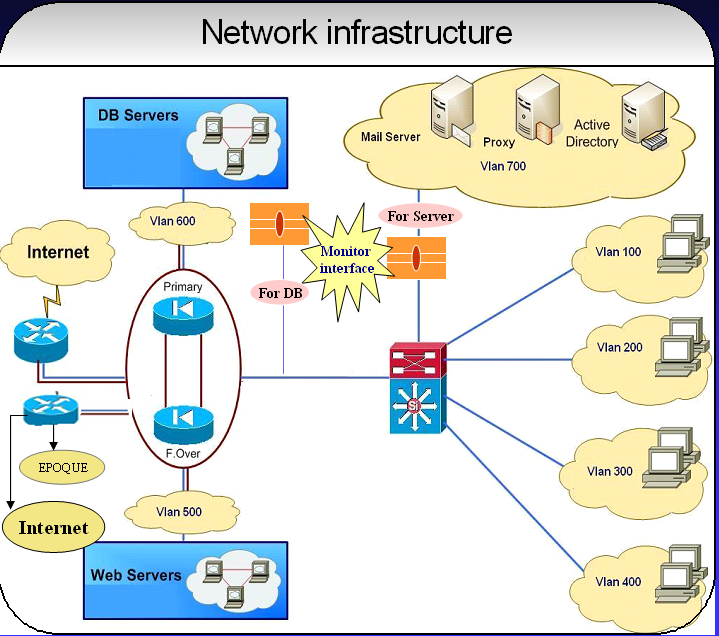 Network infrastructure
DB Servers
Mail Server
Proxy
Active
Directory
Vlan 700
Vlan 600
For Server
Internet
Monitor
interface
Vlan 100
Primary
For DB
Vlan 200
Si
F.Over
EPOQUE
Vlan 300
Vlan 500
Internet
Web Servers
Vlan 400